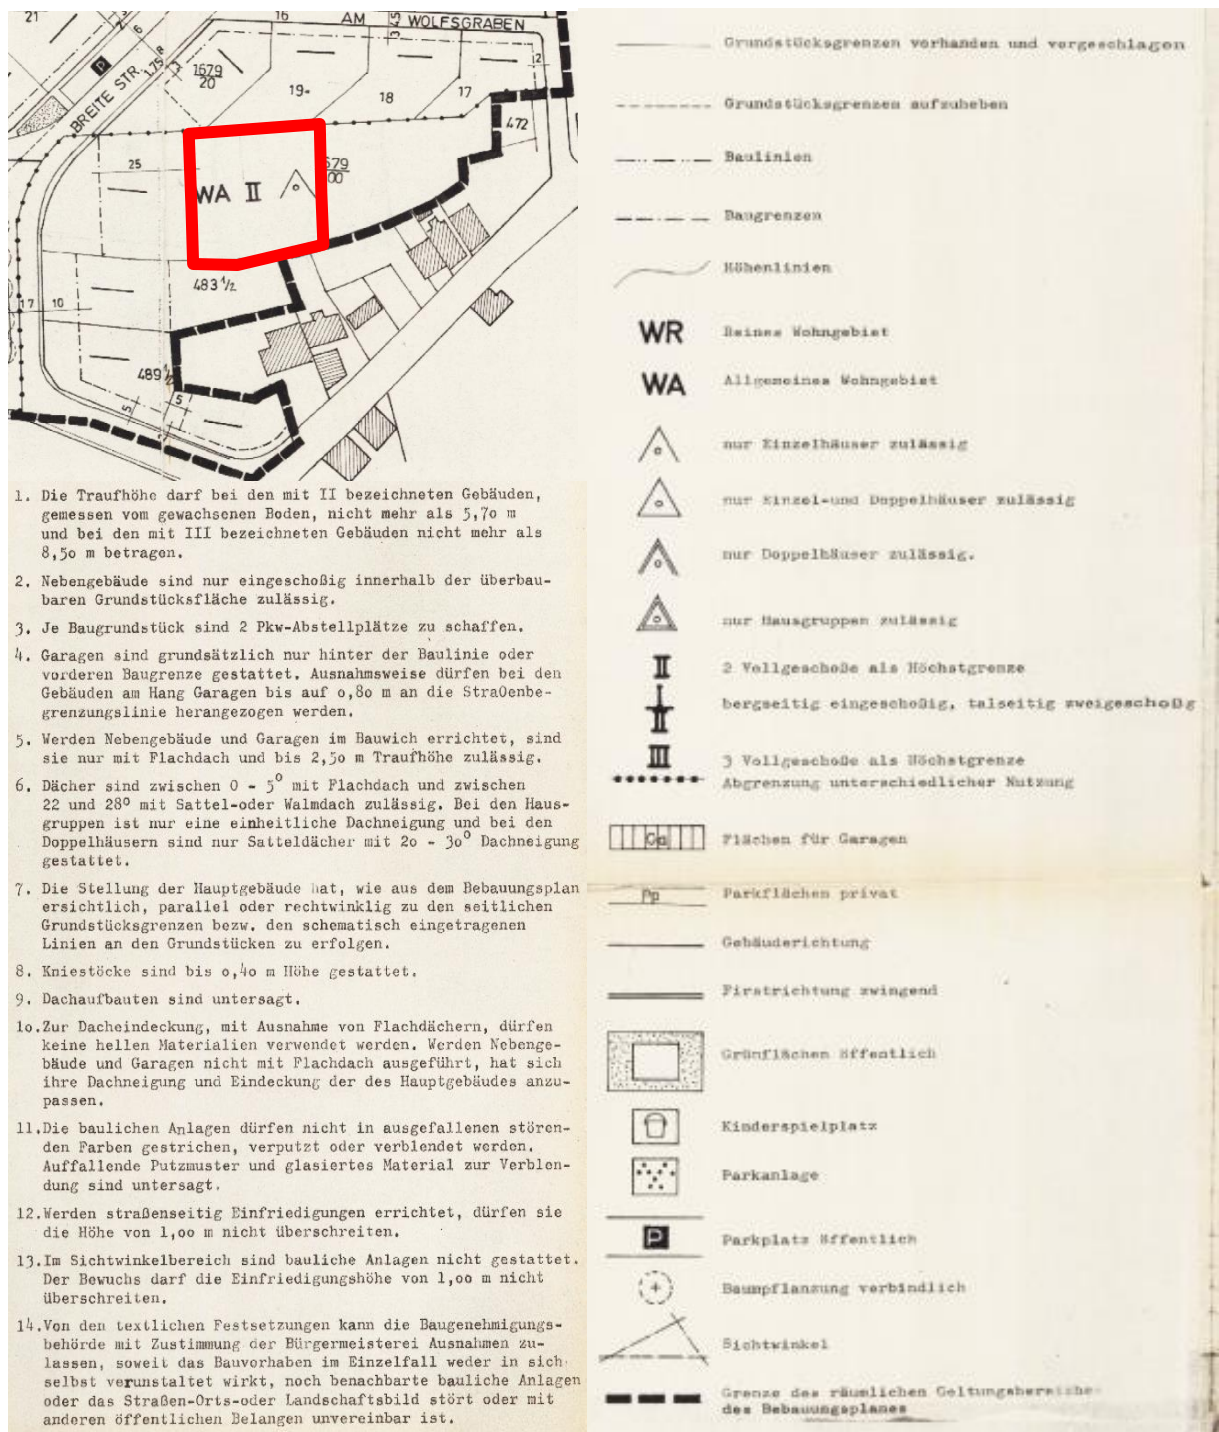 21
16
AM
WOLFSGRABEN
3,45
6
P
BREITE STR.
1,75
1679
20
19
18
17
2
472
25
WA II
579
00
483 1/2
17
10
489 1/2
5
5
1. Die Traufhöhe darf bei den mit II bezeichneten Gebäuden,
gemessen vom gewachsenen Boden, nicht mehr als 5,7o m
und bei den mit III bezeichneten Gebäuden nicht mehr als
8,5o m betragen.
2. Nebengebäude sind nur eingeschoßig innerhalb der überbau-
baren Grundstücksfläche zulässig.
3. Je Baugrundstück sind 2 Pkw-Abstellplätze zu schaffen.
4. Garagen sind grundsätzlich nur hinter der Baulinie oder
vorderen Baugrenze gestattet. Ausnahmsweise dürfen bei den
Gebäuden am Hang Garagen bis auf o,8o m an die Straßenbe-
grenzungslinie herangezogen werden.
5. Werden Nebengebäude und Garagen im Bauwich errichtet, sind
sie nur mit Flachdach und bis 2,5o m Traufhöhe zulässig.
6. Dächer sind zwischen O - 5° mit Flachdach und zwischen
22 und 28° mit Sattel-oder Walmdach zulässig. Bei den Haus-
gruppen ist nur eine einheitliche Dachneigung und bei den
Doppelhäusern sind nur Satteldächer mit 2o - 3o° Dachneigung
gestattet.
7. Die Stellung der Hauptgebäude hat, wie aus dem Bebauungsplan
ersichtlich, parallel oder rechtwinklig zu den seitlichen
Grundstücksgrenzen bezw. den schematisch eingetragenen
Linien an den Grundstücken zu erfolgen.
8. Kniestöcke sind bis o,4o m Höhe gestattet.
9. Dachaufbauten sind untersagt.
1o.Zur Dacheindeckung, mit Ausnahme von Flachdächern, dürfen
keine hellen Materialien verwendet werden. Werden Nebenge-
bäude und Garagen nicht mit Flachdach ausgeführt, hat sich
ihre Dachneigung und Eindeckung der des Hauptgebäudes anzu-
passen.
11.Die baulichen Anlagen dürfen nicht in ausgefallenen stören-
den Farben gestrichen, verputzt oder verblendet werden.
Auffallende Putzmuster und glasiertes Material zur Verblen-
dung sind untersagt.
12.Werden straßenseitig Einfriedigungen errichtet, dürfen sie
die Höhe von 1,oo m nicht überschreiten.
13.Im Sichtwinkelbereich sind bauliche Anlagen nicht gestattet.
Der Bewuchs darf die Einfriedigungshöhe von 1,oo m nicht
überschreiten.
14.Von den textlichen Festsetzungen kann die Baugenehmigungs-
behörde mit Zustimmung der Bürgermeisterei Ausnahmen zu-
lassen, soweit das Bauvorhaben im Einzelfall weder in sich
selbst verunstaltet wirkt, noch benachbarte bauliche Anlagen
oder das Straßen-Orts-oder Landschaftsbild stört oder mit
anderen öffentlichen Belangen unvereinbar ist.
Grundstücksgrenzen vorhanden und vorgeschlagen
Grundstücksgrenzen aufzuheben
Baulinien
Baugrenzen
Höhenlinien
WR Reines Wohngebiet
WA Allgemeines Wohngebiet
nur Einzelhäuser zulässig
nur Einzel-und Doppelhäuser zulässig
nur Doppelhäuser zulässig.
nur Hausgruppen zulässig
II 2 Vollgeschoße als Höchstgrenze
II bergseitig eingeschoßig, talseitig zweigeschoßg
III 3 Vollgeschoße als Höchstgrenze
Abgrenzung unterschiedlicher Nutzung
Ga Flächen für Garagen
Pp Parkflächen privat
Gebäuderichtung
Firstrichtung zwingend
Grünflächen öffentlich
Kinderspielplatz
Parkanlage
P Parkplatz öffentlich
Baumpflanzung verbindlich
Sichtwinkel
Grenze des räumlichen Geltungsbereiches
des Bebauungsplanes